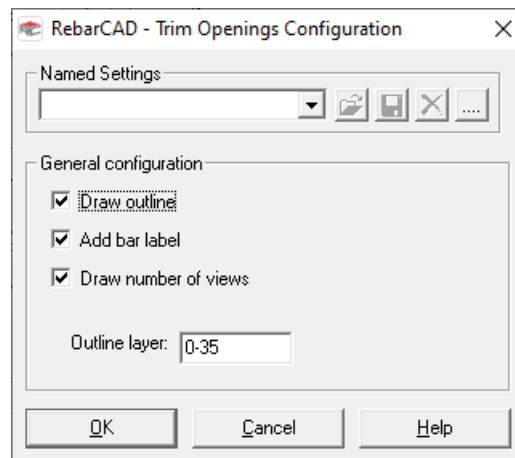 RebarCAD - Trim Openings Configuration
Named Settings
....
General configuration
Draw outline
Add bar label
Draw number of views
Outline layer: 0-35
OK Cancel Help